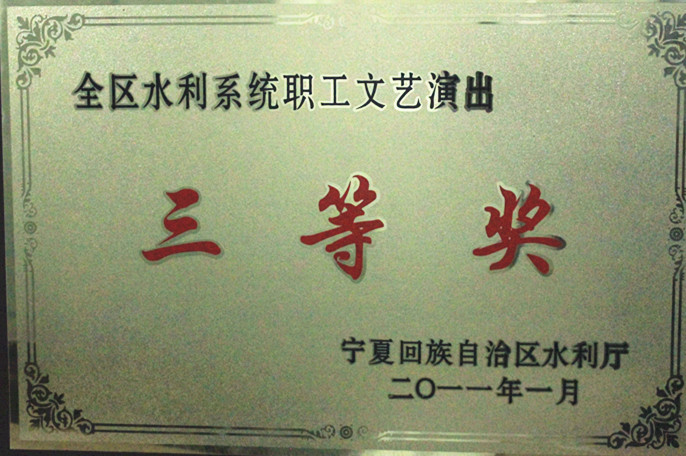 全区水利系统职工文艺演出
三等奖
宁夏回族自治区水利厅
二〇一一年一月